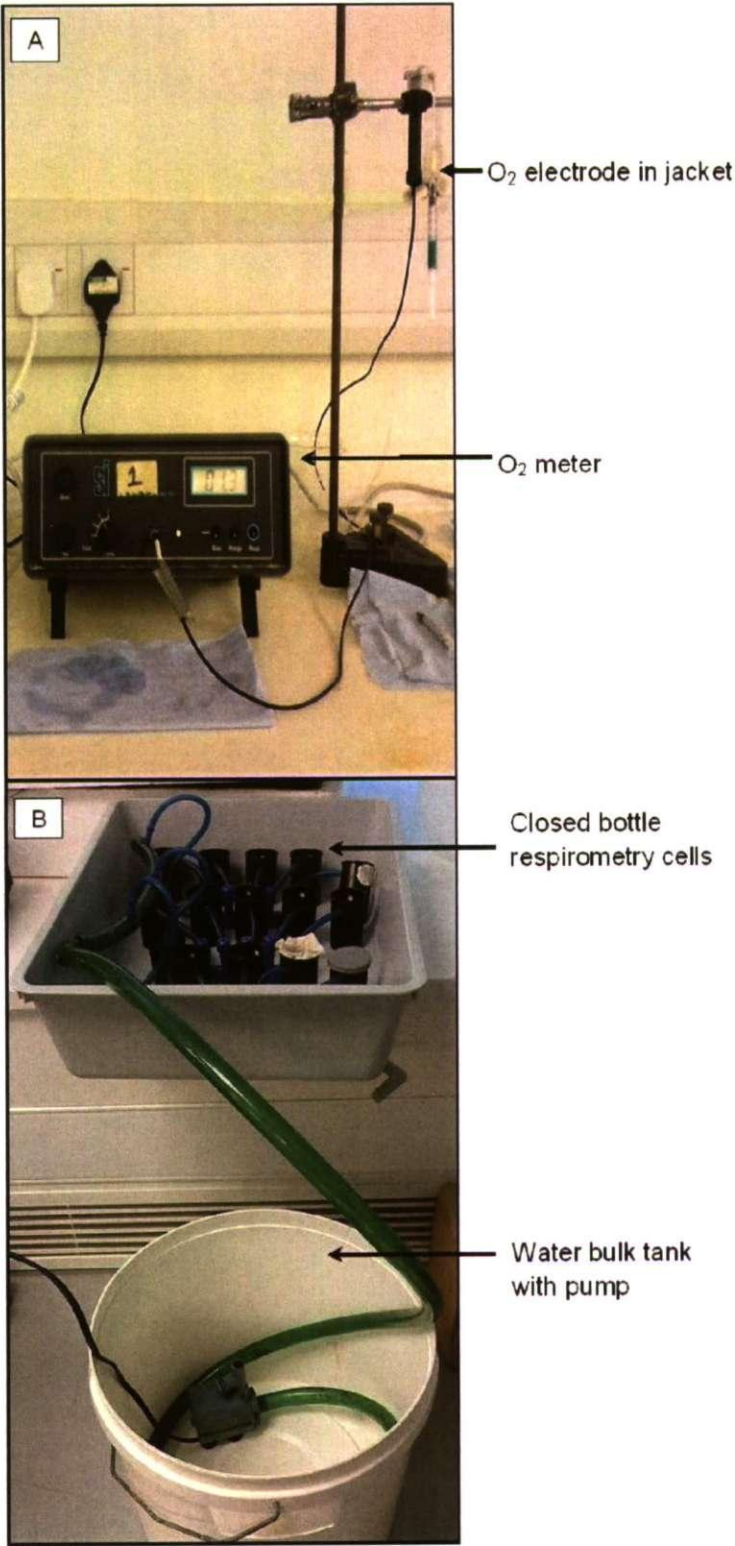 A
O₂ electrode in jacket
1
O₂ meter
B
Closed bottle
respirometry cells
Water bulk tank
with pump